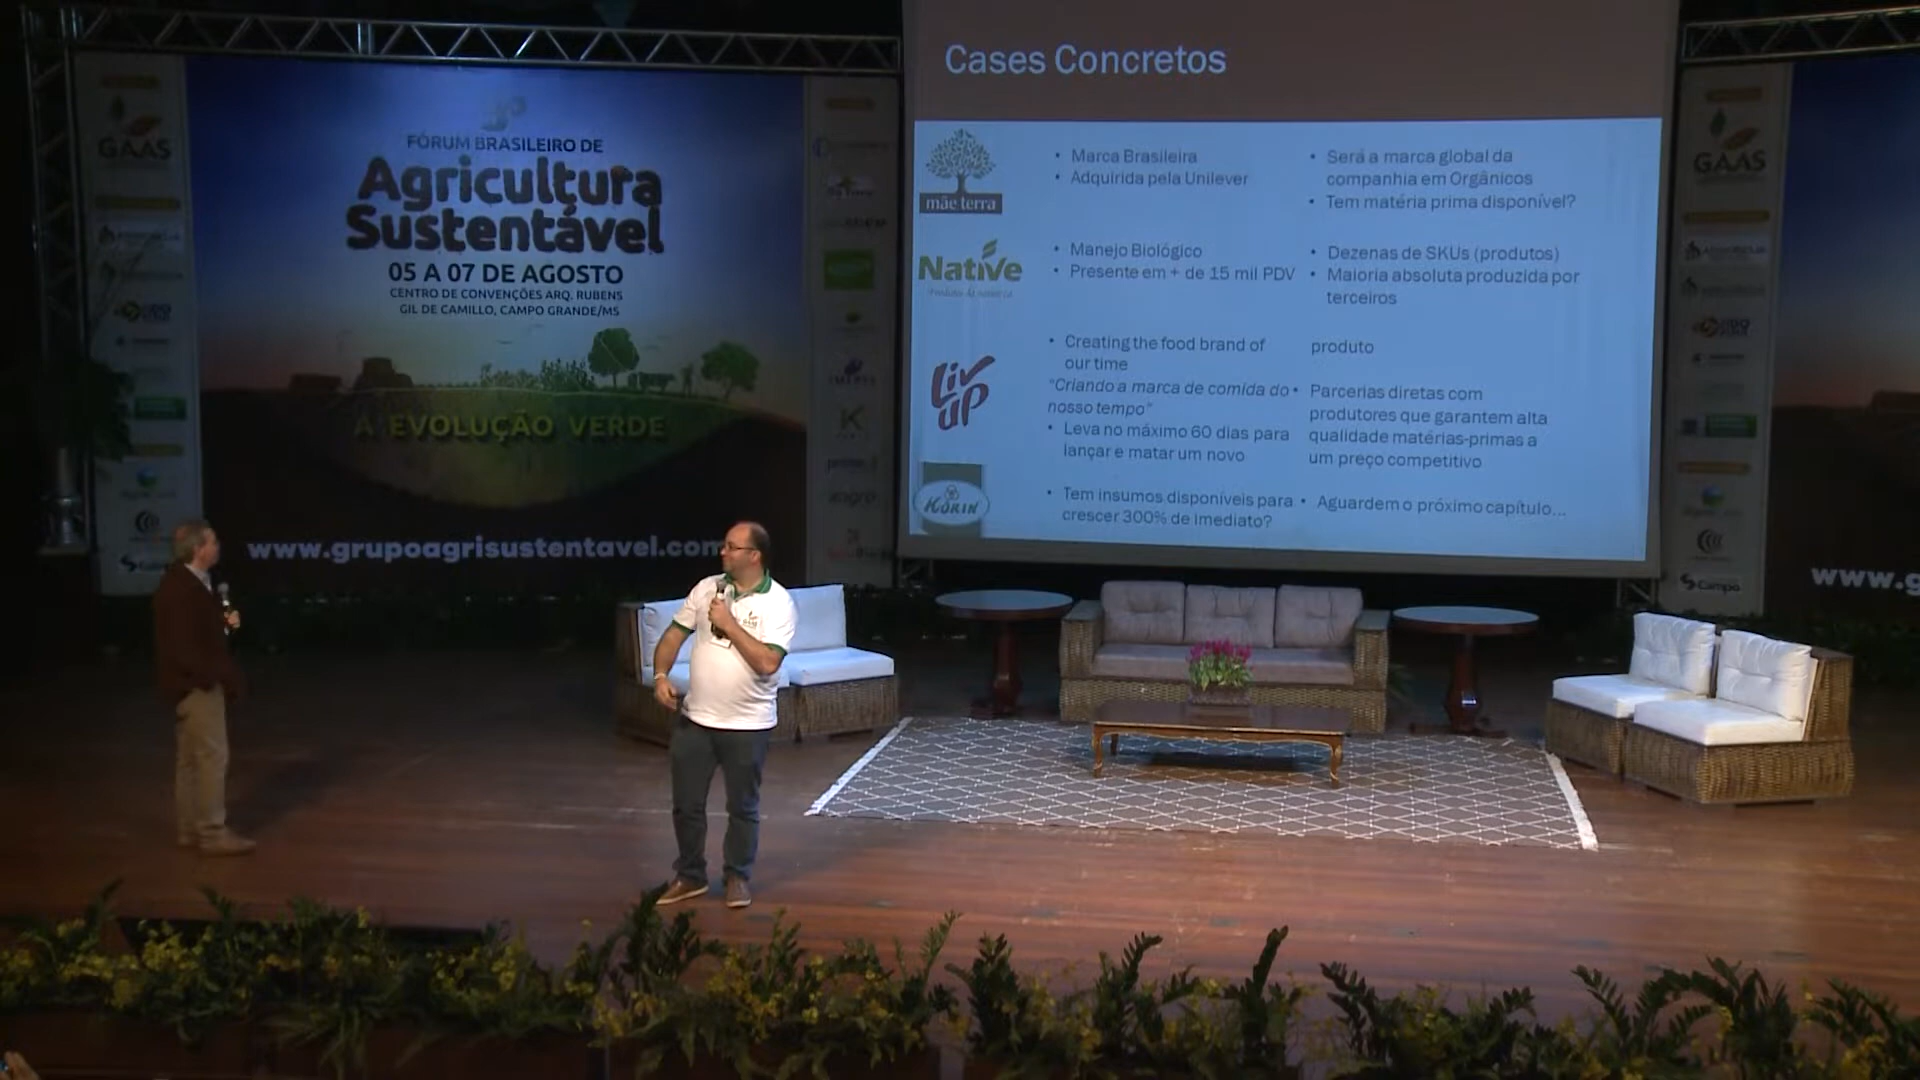 GAAS
FÓRUM BRASILEIRO DE
Agricultura
Sustentável
05 A 07 DE AGOSTO
CENTRO DE CONVENÇÕES ARQ. RUBENS
GIL DE CAMILLO, CAMPO GRANDE/MS
A EVOLUÇÃO VERDE
www.grupoagrisustentavel.com
Cases Concretos
mãe terra
• Marca Brasileira
• Adquirida pela Unilever
• Será a marca global da
companhia em Orgânicos
• Tem matéria prima disponível?
Native
• Manejo Biológico
• Presente em + de 15 mil PDV
• Dezenas de SKUs (produtos)
• Maioria absoluta produzida por
terceiros
Liv
up
• Creating the food brand of
our time
"Criando a marca de comida do
nosso tempo"
• Leva no máximo 60 dias para
lançar e matar um novo
produto
• Parcerias diretas com
produtores que garantem alta
qualidade matérias-primas a
um preço competitivo
KORIN
• Tem insumos disponíveis para
crescer 300% de imediato?
• Aguardem o próximo capítulo...
GAAS
Campo
www.g